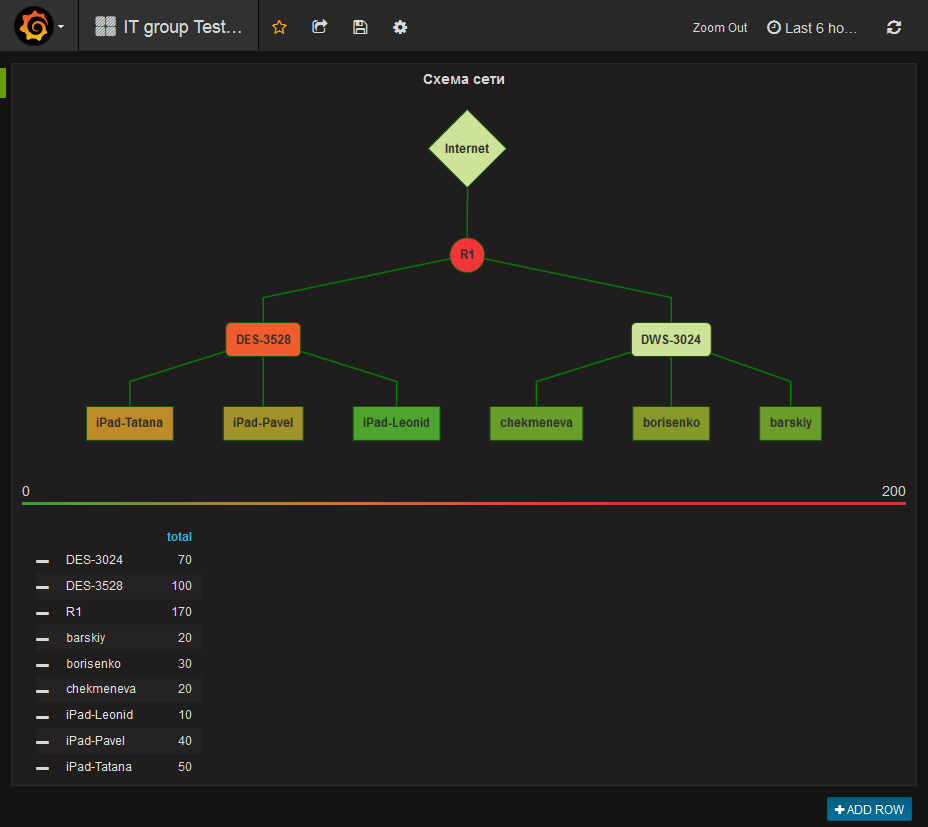 IT group Test...
Zoom Out
Last 6 ho...
Схема сети
Internet
R1
DES-3528
DWS-3024
iPad-Tatana
iPad-Pavel
iPad-Leonid
chekmeneva
borisenko
barskiy
0
200
total
DES-3024 70
DES-3528 100
R1 170
barskiy 20
borisenko 30
chekmeneva 20
iPad-Leonid 10
iPad-Pavel 40
iPad-Tatana 50
ADD ROW